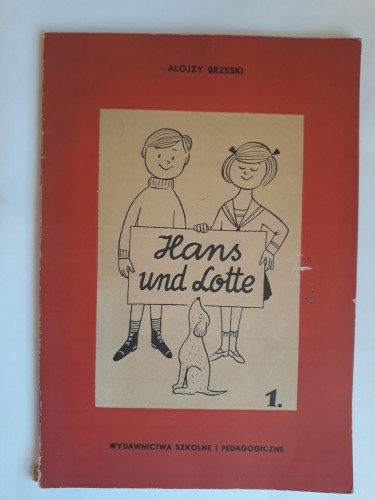 ALOJZY BRZESKI
Hans
und Lotte
1.
WYDAWNICTWA SZKOLNE I PEDAGOGICZNE